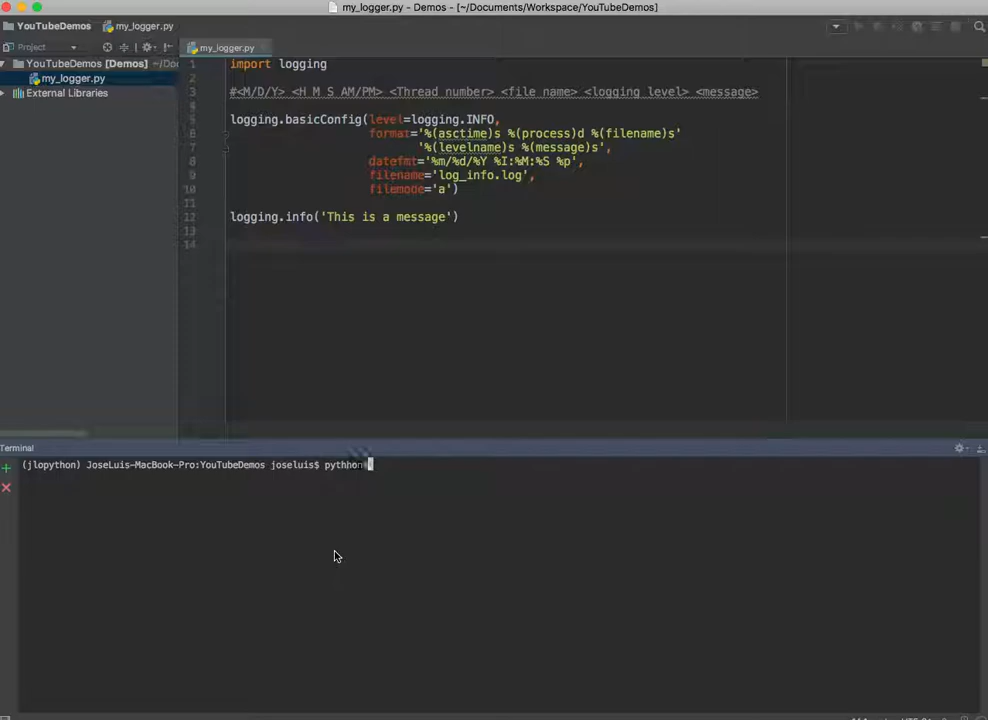 my_logger.py - Demos - [~/Documents/Workspace/YouTubeDemos]
YouTubeDemos my_logger.py
Project
my_logger.py
YouTubeDemos [Demos] ~/Doc
my_logger.py
External Libraries
1 import logging
2
3 #<M/D/Y> <H M S AM/PM> <Thread number> <file name> <logging level> <message>
4
5 logging.basicConfig(level=logging.INFO,
6 format='%(asctime)s %(process)d %(filename)s'
7 '%(levelname)s %(message)s',
8 datefmt='%m/%d/%Y %I:%M:%S %p',
9 filename='log_info.log',
10 filemode='a')
11
12 logging.info('This is a message')
13
14
Terminal
(jlopython) JoseLuis-MacBook-Pro:YouTubeDemos joseluis$ pythhon